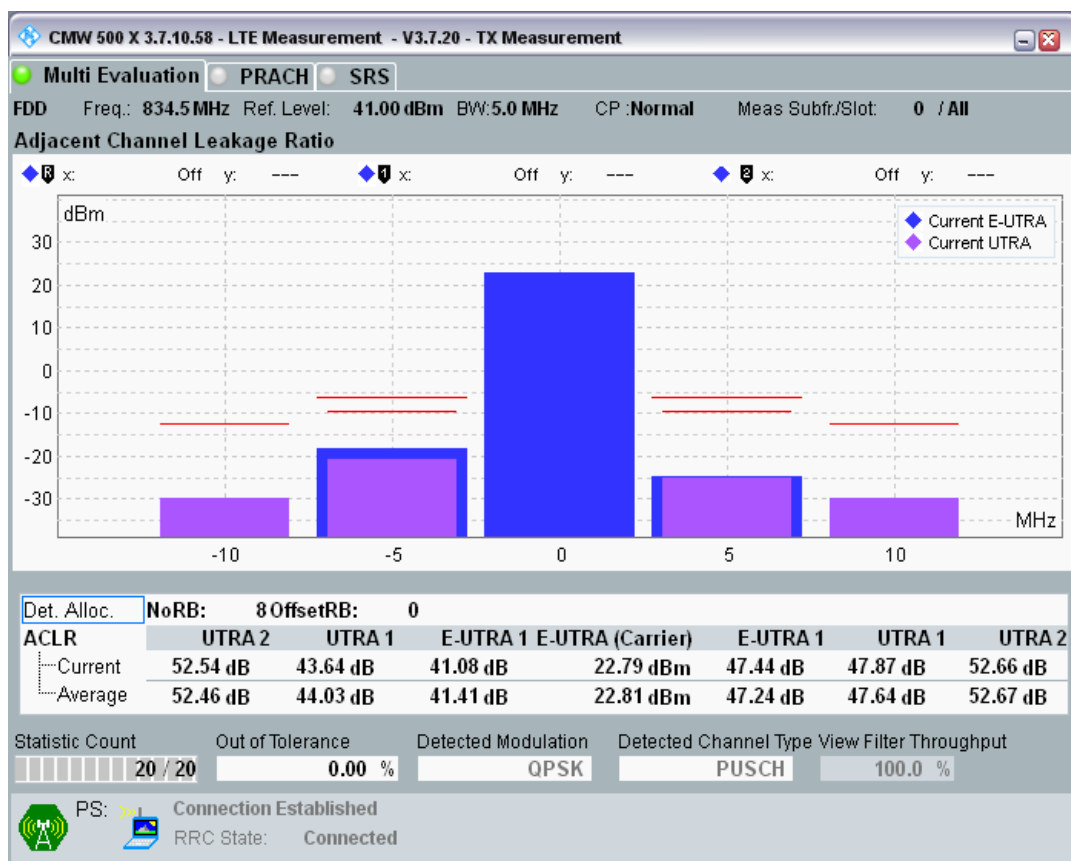 CMW 500 X 3.7.10.58 - LTE Measurement - V3.7.20 - TX Measurement
Multi Evaluation PRACH SRS
FDD Freq.: 834.5 MHz Ref. Level: 41.00 dBm BW:5.0 MHz CP :Normal Meas Subfr./Slot: 0 / All
Adjacent Channel Leakage Ratio
R x: Off y: --- 1 x: Off y: --- 2 x: Off y: ---
dBm
Current E-UTRA
Current UTRA
30
20
10
0
-10
-20
-30
MHz
-10 -5 0 5 10
Det. Alloc. NoRB: 8 OffsetRB: 0
ACLR UTRA 2 UTRA 1 E-UTRA 1 E-UTRA (Carrier) E-UTRA 1 UTRA 1 UTRA 2
Current 52.54 dB 43.64 dB 41.08 dB 22.79 dBm 47.44 dB 47.87 dB 52.66 dB
Average 52.46 dB 44.03 dB 41.41 dB 22.81 dBm 47.24 dB 47.64 dB 52.67 dB
Statistic Count Out of Tolerance Detected Modulation Detected Channel Type View Filter Throughput
20 / 20 0.00 % QPSK PUSCH 100.0 %
PS: Connection Established
RRC State: Connected